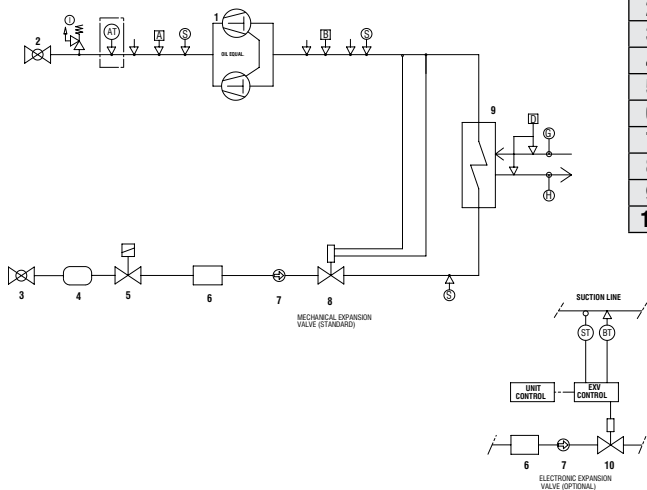 1
2
I
AT
A
S
OIL EQUAL
B
S
9
D
G
H
3
4
5
6
7
8
S
MECHANICAL EXPANSION
VALVE (STANDARD)
SUCTION LINE
ST BT
UNIT
CONTROL
EXV
CONTROL
6 7 10
ELECTRONIC EXPANSION
VALVE (OPTIONAL)